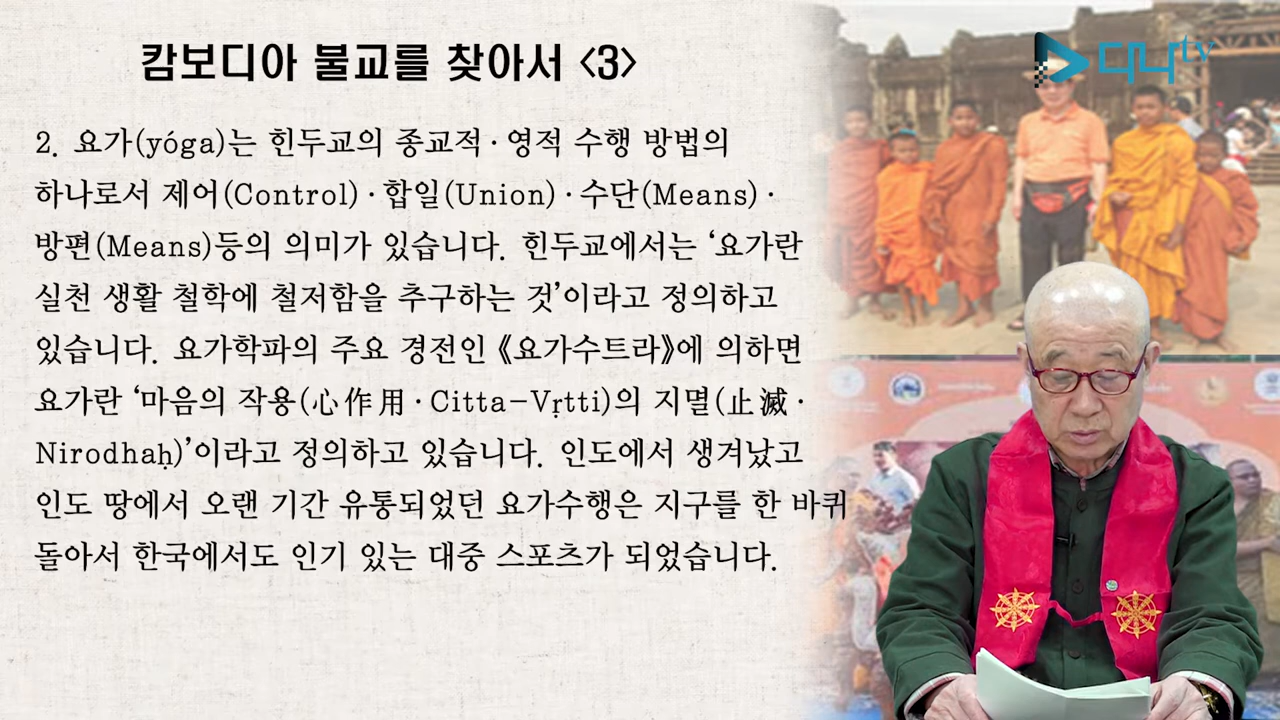 캄보디아 불교를 찾아서 <3>
다나tv
2. 요가(yóga)는 힌두교의 종교적·영적 수행 방법의
하나로서 제어(Control)·합일(Union)·수단(Means)·
방편(Means)등의 의미가 있습니다. 힌두교에서는 ‘요가란
실천 생활 철학에 철저함을 추구하는 것’이라고 정의하고
있습니다. 요가학파의 주요 경전인 《요가수트라》에 의하면
요가란 ‘마음의 작용(心作用·Citta-Vṛtti)의 지멸(止滅·
Nirodhaḥ)’이라고 정의하고 있습니다. 인도에서 생겨났고
인도 땅에서 오랜 기간 유통되었던 요가수행은 지구를 한 바퀴
돌아서 한국에서도 인기 있는 대중 스포츠가 되었습니다.